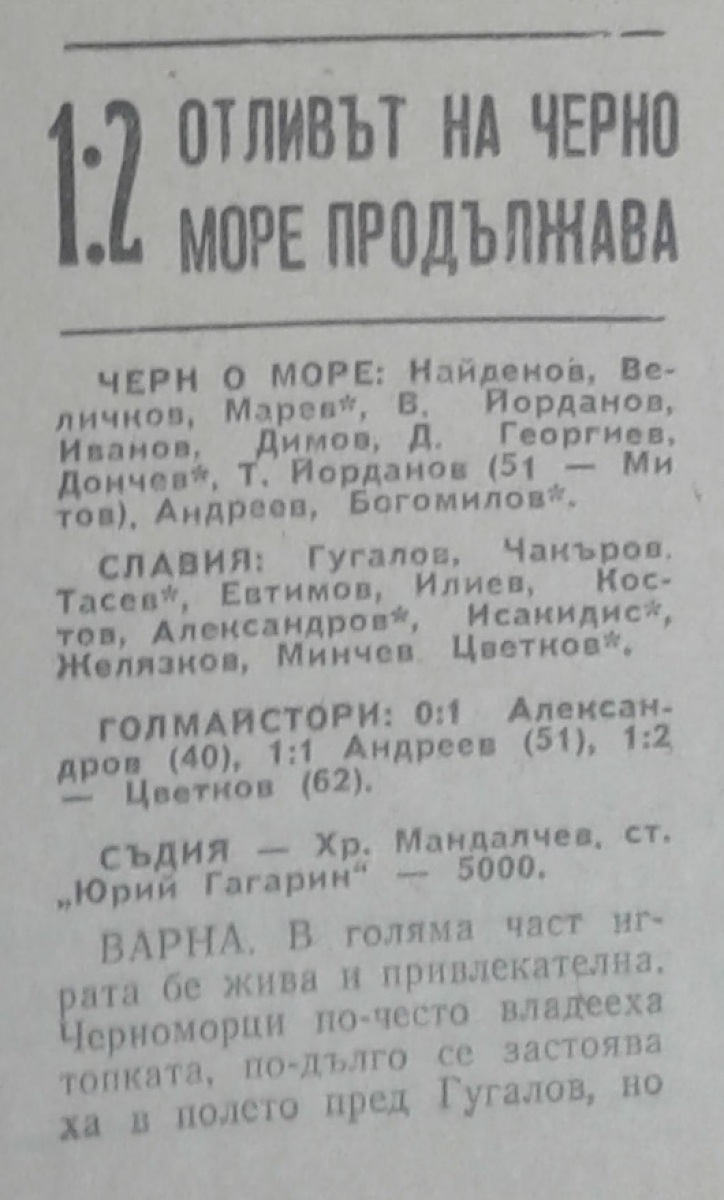 1:2 ОТЛИВЪТ НА ЧЕРНО
МОРЕ ПРОДЪЛЖАВА
ЧЕРН О МОРЕ: Найденов, Ве-
личков, Марев*, В. Йорданов,
Иванов, Димов, Д. Георгиев,
Дончев*, Т. Йорданов (51 — Ми
тов), Андреев, Богомилов*.
СЛАВИЯ: Гугалов, Чакъров.
Тасев*, Евтимов, Илиев, Кос-
тов, Александров*, Исакидис*,
Желязков, Минчев Цветков*.
ГОЛМАЙСТОРИ: 0:1 Алексан-
дров (40), 1:1 Андреев (51), 1:2
— Цветков (62).
СЪДИЯ — Хр. Мандалчев, ст.
„Юрий Гагарин“ — 5000.
ВАРНА. В голяма част иг-
рата бе жива и привлекателна.
Черноморци по-често владееха
топката, по-дълго се застоява
ха в полето пред Гугалов, но